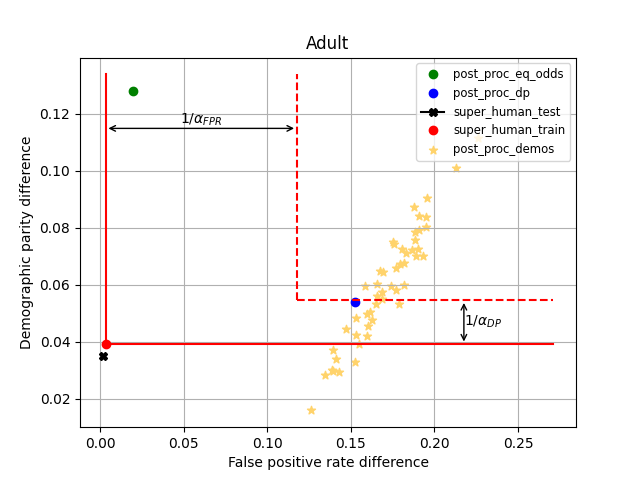 Adult
post_proc_eq_odds
post_proc_dp
super_human_test
super_human_train
post_proc_demos
1/α_FPR
1/α_DP
Demographic parity difference
0.12
0.10
0.08
0.06
0.04
0.02
0.00 0.05 0.10 0.15 0.20 0.25
False positive rate difference